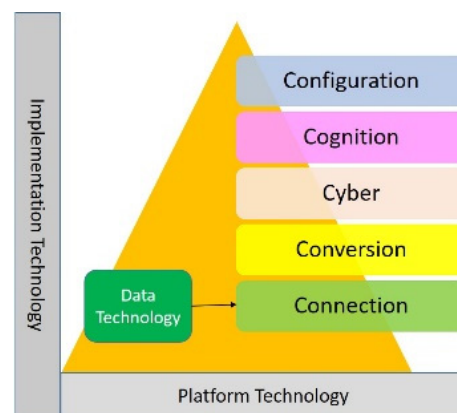 Implementation Technology
Configuration
Cognition
Cyber
Conversion
Data
Technology
Connection
Platform Technology